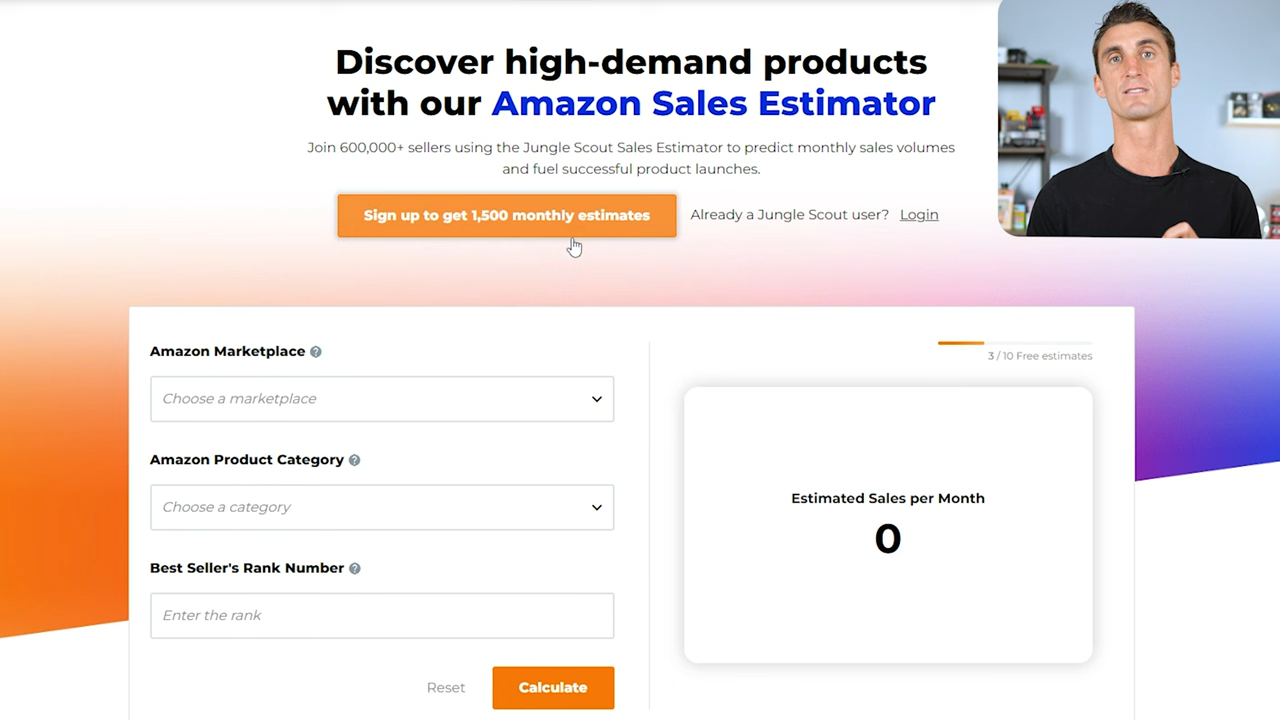 Discover high-demand products
with our Amazon Sales Estimator
Join 600,000+ sellers using the Jungle Scout Sales Estimator to predict monthly sales volumes
and fuel successful product launches.
Sign up to get 1,500 monthly estimates
Already a Jungle Scout user? Login
Amazon Marketplace
Choose a marketplace
Amazon Product Category
Choose a category
Best Seller's Rank Number
Enter the rank
Reset
Calculate
3 / 10 Free estimates
Estimated Sales per Month
0